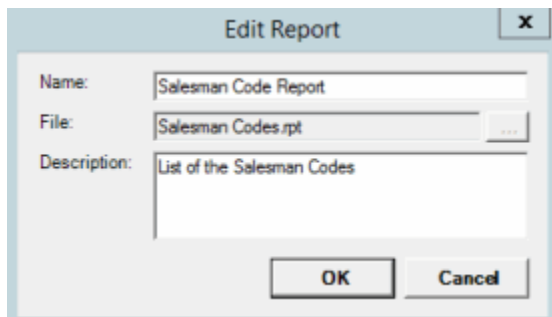 Edit Report
x
Name: Salesman Code Report
File: Salesman Codes.rpt ...
Description: List of the Salesman Codes
OK Cancel